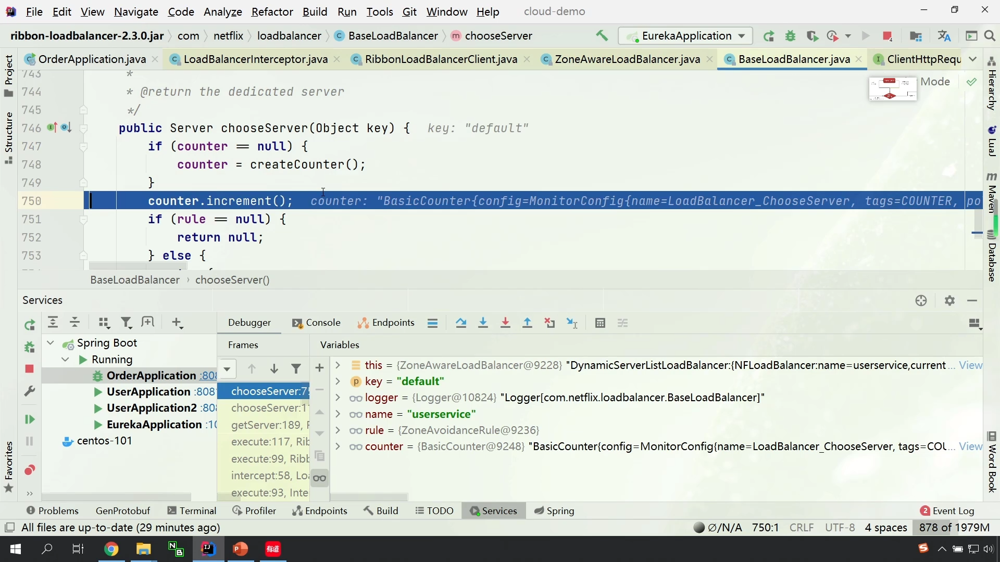 File Edit View Navigate Code Analyze Refactor Build Run Tools Git Window Help cloud-demo
ribbon-loadbalancer-2.3.0.jar com netflix loadbalancer BaseLoadBalancer chooseServer EurekaApplication
OrderApplication.java LoadBalancerInterceptor.java RibbonLoadBalancerClient.java ZoneAwareLoadBalancer.java BaseLoadBalancer.java ClientHttpRequ
743 *
Mode
744 * @return the dedicated server
745 */
746 public Server chooseServer(Object key) { key: "default"
747 if (counter == null) {
748 counter = createCounter();
749 }
750 counter.increment(); counter: "BasicCounter{config=MonitorConfig{name=LoadBalancer_ChooseServer, tags=COUNTER, po
751 if (rule == null) {
752 return null;
753 } else {
BaseLoadBalancer › chooseServer()
Project
Structure
Favorites
Hierarchy
LuaJ
Maven
Database
Word Book
Services
Debugger Console Endpoints
Frames Variables
Spring Boot
Running
OrderApplication :808
UserApplication :808
UserApplication2 :808
EurekaApplication :10
centos-101
chooseServer:75
chooseServer:1
getServer:189, R
execute:117, Rib
execute:99, Ribb
intercept:58, Loa
execute:93, Inte
this = {ZoneAwareLoadBalancer@9228} "DynamicServerListLoadBalancer:{NFLoadBalancer:name=userservice,current ... View
key = "default"
logger = {Logger@10824} "Logger[com.netflix.loadbalancer.BaseLoadBalancer]"
name = "userservice"
rule = {ZoneAvoidanceRule@9236}
counter = {BasicCounter@9248} "BasicCounter{config=MonitorConfig{name=LoadBalancer_ChooseServer, tags=COU... View
Problems GenProtobuf Terminal Profiler Endpoints Build TODO Services Spring 2 Event Log
All files are up-to-date (29 minutes ago) Ø/N/A 750:1 CRLF UTF-8 4 spaces 878 of 1979M
有道